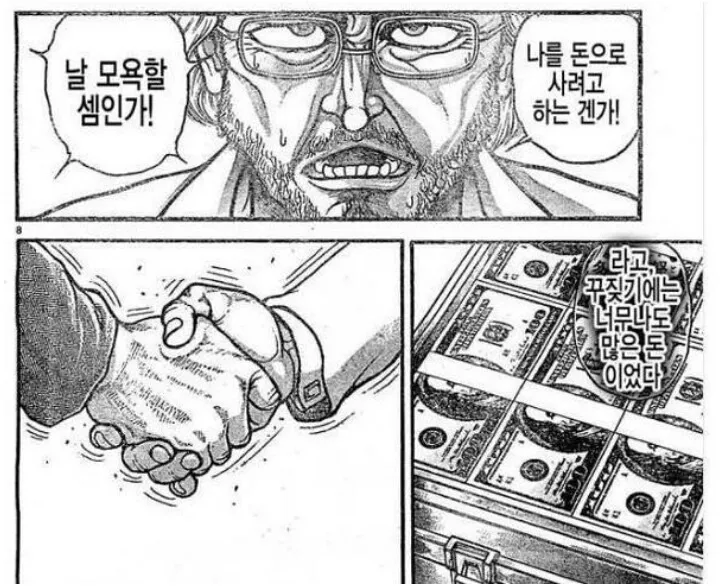 나를 돈으로
사려고
하는 겐가!
날 모욕할
셈인가!
8
라고,
꾸짖기에는
너무나도
많은 돈
이었다
100